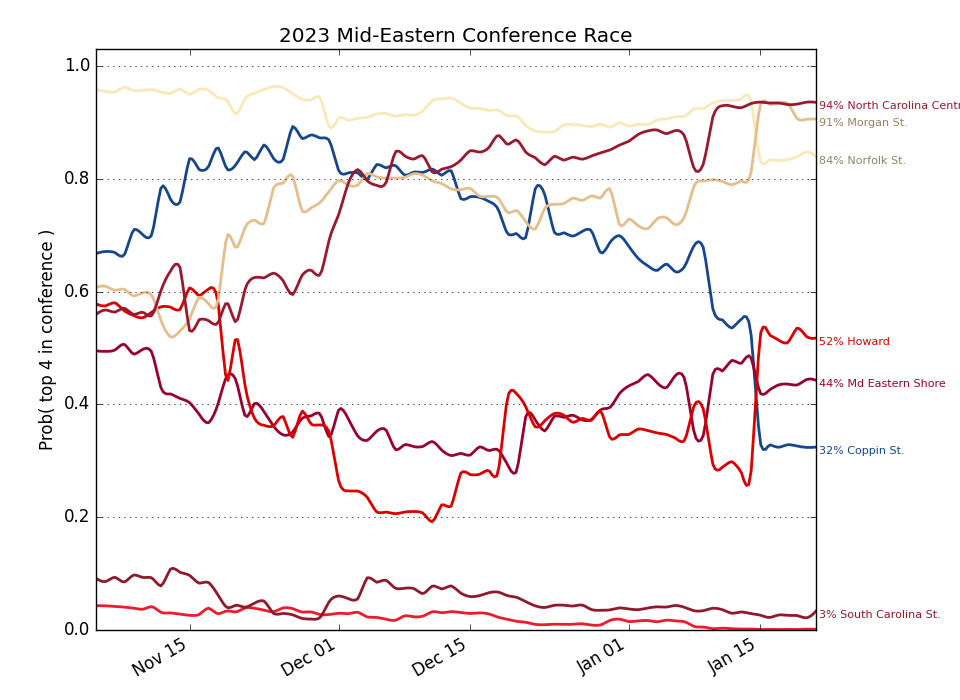 2023 Mid-Eastern Conference Race
Prob( top 4 in conference )
1.0
0.8
0.6
0.4
0.2
0.0
Nov 15
Dec 01
Dec 15
Jan 01
Jan 15
94% North Carolina Centr
91% Morgan St.
84% Norfolk St.
52% Howard
44% Md Eastern Shore
32% Coppin St.
3% South Carolina St.